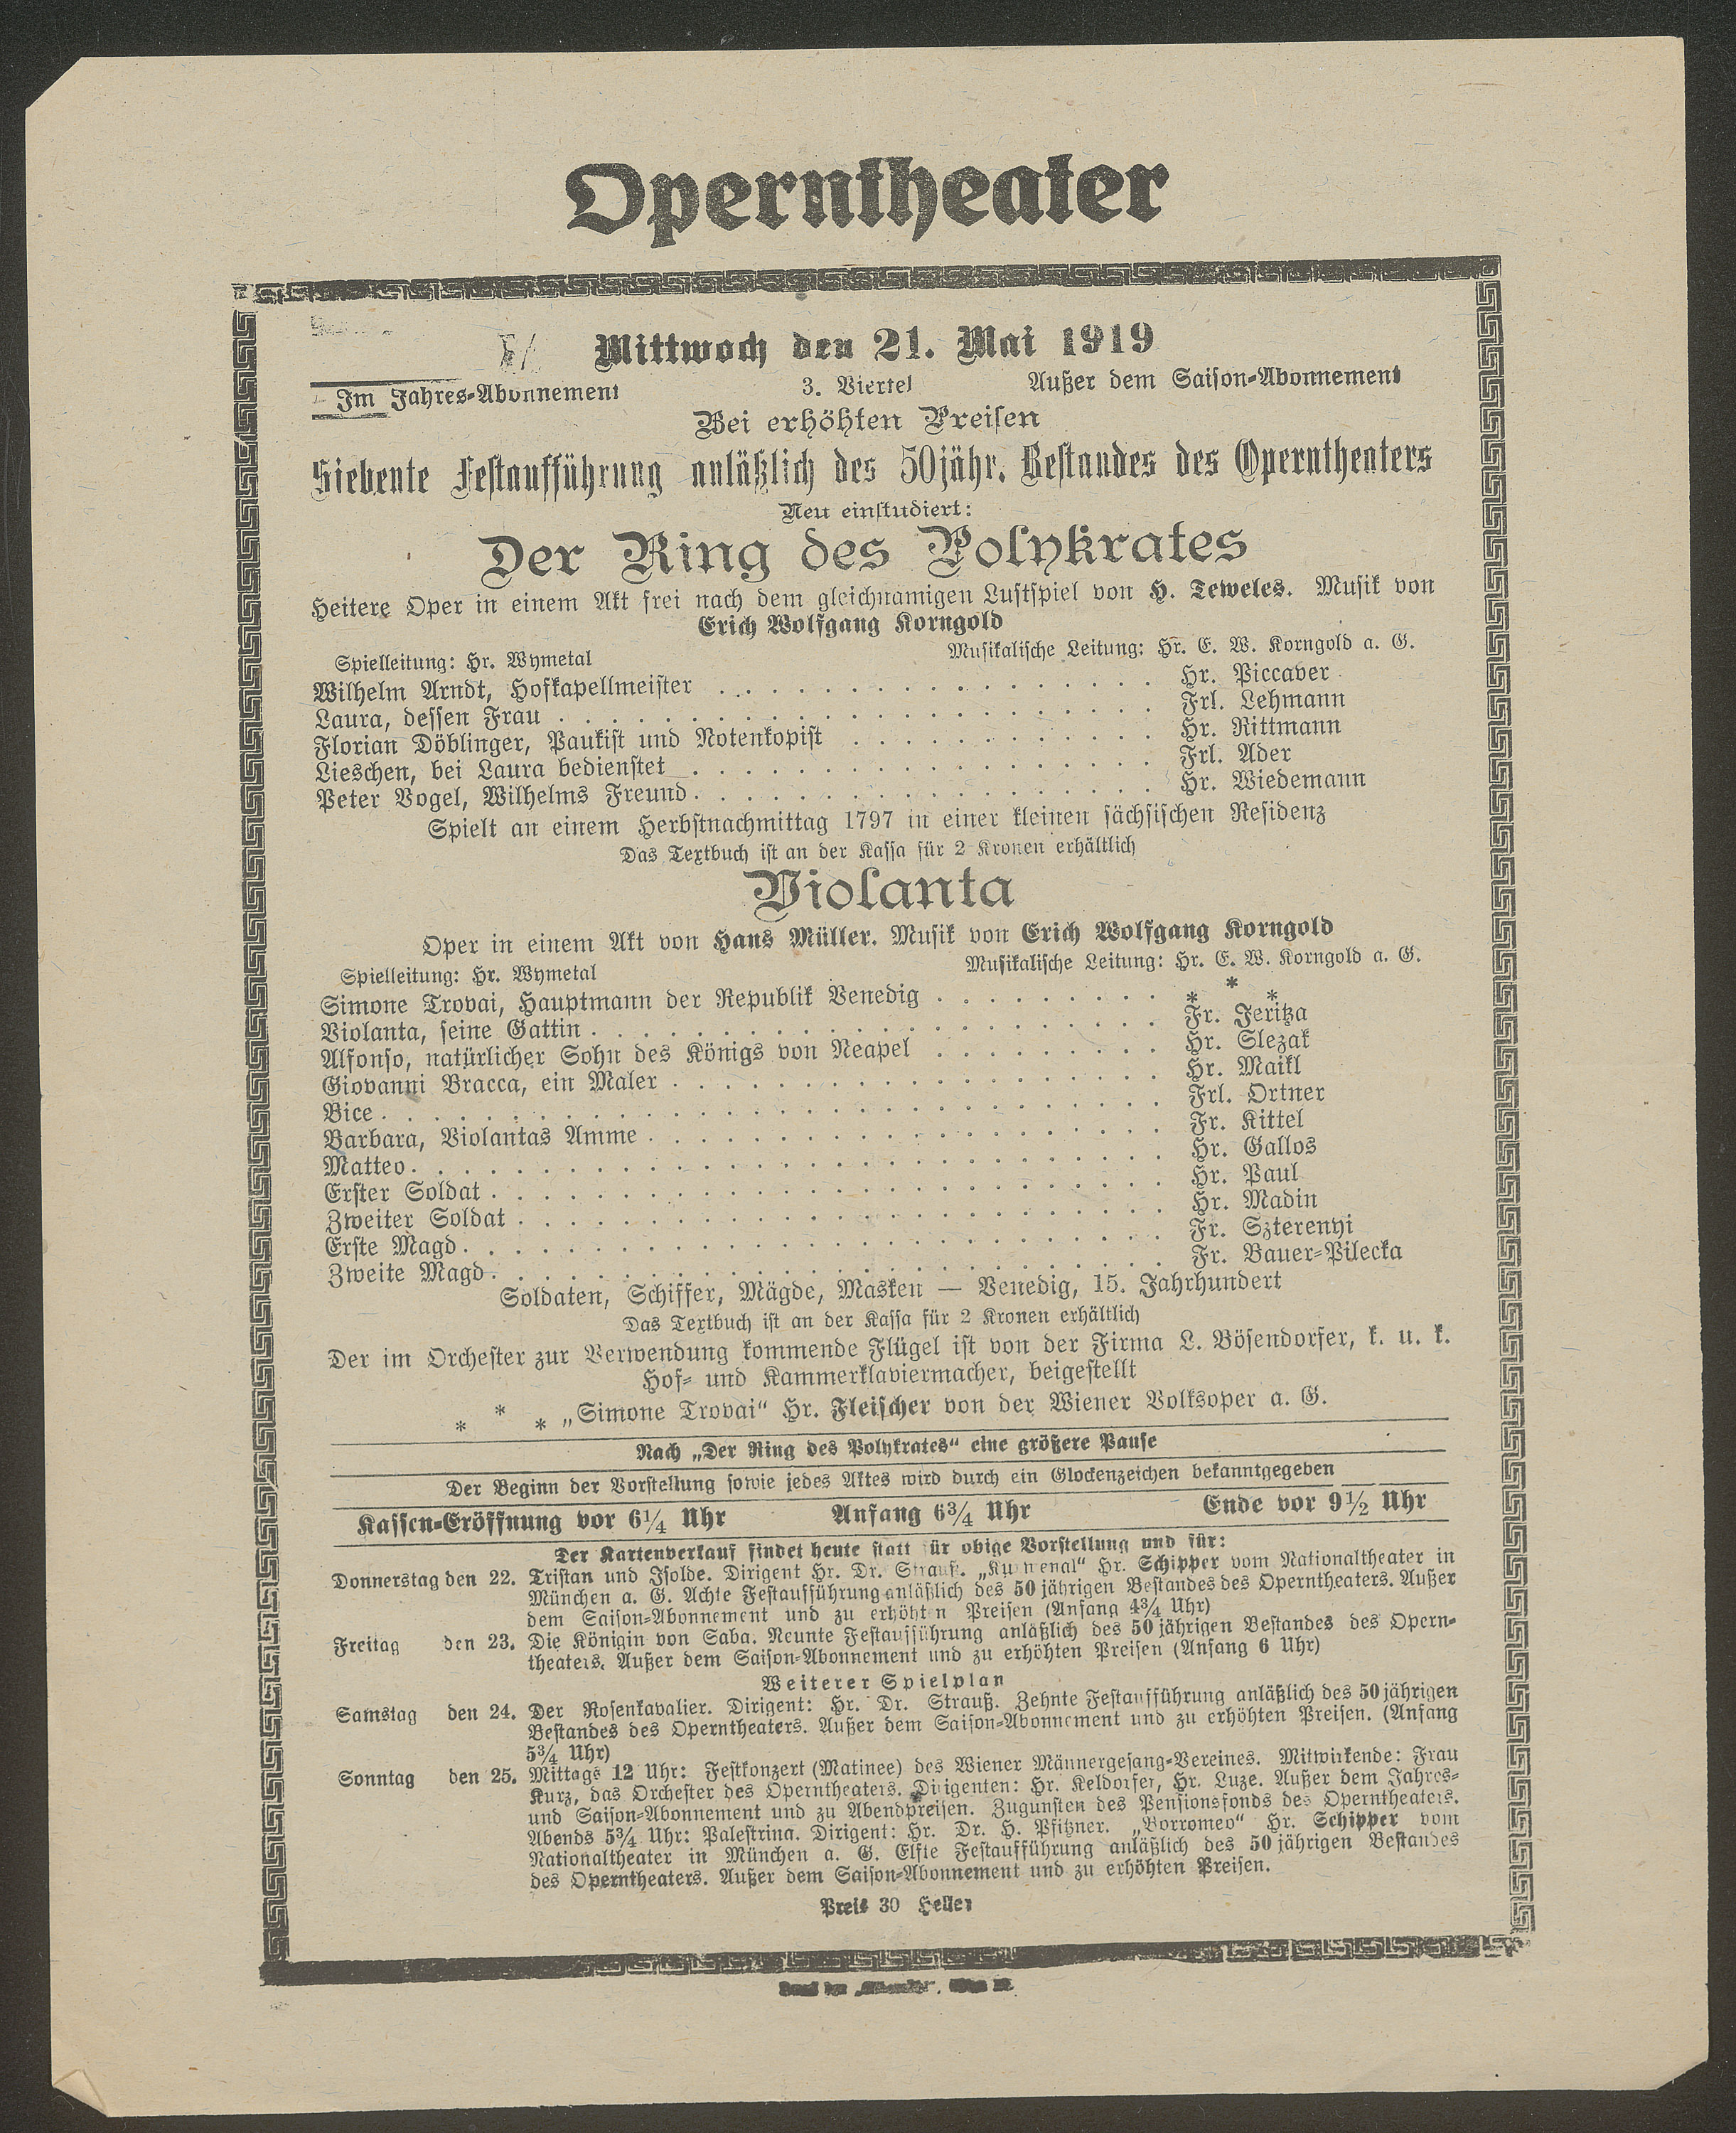 Operntheater
Mittwoch den 21. Mai 1919
Im Jahres-Abonnement 3. Viertel Außer dem Saison-Abonnement
Bei erhöhten Preisen
Siebente Festaufführung anläßlich des 50jähr. Bestandes des Operntheaters
Neu einstudiert:
Der Ring des Polykrates
Heitere Oper in einem Akt frei nach dem gleichnamigen Lustspiel von H. Teweles. Musik von
Erich Wolfgang Korngold
Spielleitung: Hr. Wymetal Musikalische Leitung: Hr. E. W. Korngold a. G.
Wilhelm Arndt, Hofkapellmeister . . . . . . . . . . . . . . . . . Hr. Piccaver
Laura, dessen Frau . . . . . . . . . . . . . . . . . . . . . . . Frl. Lehmann
Florian Döblinger, Paukist und Notenkopist . . . . . . . . . . . . Hr. Rittmann
Lieschen, bei Laura bedienstet . . . . . . . . . . . . . . . . . . Frl. Ader
Peter Vogel, Wilhelms Freund . . . . . . . . . . . . . . . . . . Hr. Wiedemann
Spielt an einem Herbstnachmittag 1797 in einer kleinen sächsischen Residenz
Das Textbuch ist an der Kassa für 2 Kronen erhältlich
Violanta
Oper in einem Akt von Hans Müller. Musik von Erich Wolfgang Korngold
Spielleitung: Hr. Wymetal Musikalische Leitung: Hr. E. W. Korngold a. G.
Simone Trovai, Hauptmann der Republik Venedig . . . . . . . . . * * *
Violanta, seine Gattin . . . . . . . . . . . . . . . . . . . . . . Fr. Jeritza
Alfonso, natürlicher Sohn des Königs von Neapel . . . . . . . . . Hr. Slezak
Giovanni Bracca, ein Maler . . . . . . . . . . . . . . . . . . . Hr. Maikl
Bice . . . . . . . . . . . . . . . . . . . . . . . . . . . . . . Frl. Ortner
Barbara, Violantas Amme . . . . . . . . . . . . . . . . . . . . Fr. Kittel
Matteo . . . . . . . . . . . . . . . . . . . . . . . . . . . . . Hr. Gallos
Erster Soldat . . . . . . . . . . . . . . . . . . . . . . . . . . Hr. Paul
Zweiter Soldat . . . . . . . . . . . . . . . . . . . . . . . . . Hr. Madin
Erste Magd . . . . . . . . . . . . . . . . . . . . . . . . . . . Fr. Szterenyi
Zweite Magd . . . . . . . . . . . . . . . . . . . . . . . . . . Fr. Bauer-Pilecka
Soldaten, Schiffer, Mägde, Masken — Venedig, 15. Jahrhundert
Das Textbuch ist an der Kassa für 2 Kronen erhältlich
Der im Orchester zur Verwendung kommende Flügel ist von der Firma L. Bösendorfer, k. u. k.
Hof- und Kammerklaviermacher, beigestellt
* * * „Simone Trovai“ Hr. Fleischer von der Wiener Volksoper a. G.
Nach „Der Ring des Polykrates“ eine größere Pause
Der Beginn der Vorstellung sowie jedes Aktes wird durch ein Glockenzeichen bekanntgegeben
Kassen-Eröffnung vor 6¼ Uhr Anfang 6¾ Uhr Ende vor 9½ Uhr
Der Kartenverkauf findet heute statt für obige Vorstellung und für:
Donnerstag den 22. Tristan und Isolde. Dirigent Hr. Dr. Strauß. „Kurwenal“ Hr. Schipper vom Nationaltheater in
München a. G. Achte Festaufführung anläßlich des 50 jährigen Bestandes des Operntheaters. Außer
dem Saison-Abonnement und zu erhöhten Preisen (Anfang 4¾ Uhr)
Freitag den 23. Die Königin von Saba. Neunte Festaufführung anläßlich des 50 jährigen Bestandes des Opern-
theaters. Außer dem Saison-Abonnement und zu erhöhten Preisen (Anfang 6 Uhr)
Weiterer Spielplan
Samstag den 24. Der Rosenkavalier. Dirigent: Hr. Dr. Strauß. Zehnte Festaufführung anläßlich des 50 jährigen
Bestandes des Operntheaters. Außer dem Saison-Abonnement und zu erhöhten Preisen. (Anfang
5¾ Uhr)
Sonntag den 25. Mittags 12 Uhr: Festkonzert (Matinee) des Wiener Männergesang-Vereines. Mitwirkende: Frau
Kurz, das Orchester des Operntheaters. Dirigenten: Hr. Keldorfer, Hr. Luze. Außer dem Jahres-
und Saison-Abonnement und zu Abendpreisen. Zugunsten des Pensionsfonds des Operntheaters.
Abends 5¾ Uhr: Palestrina. Dirigent: Hr. Dr. H. Pfitzner. „Borromeo“ Hr. Schipper vom
Nationaltheater in München a. G. Elfte Festaufführung anläßlich des 50 jährigen Bestandes
des Operntheaters. Außer dem Saison-Abonnement und zu erhöhten Preisen.
Preis 30 Heller